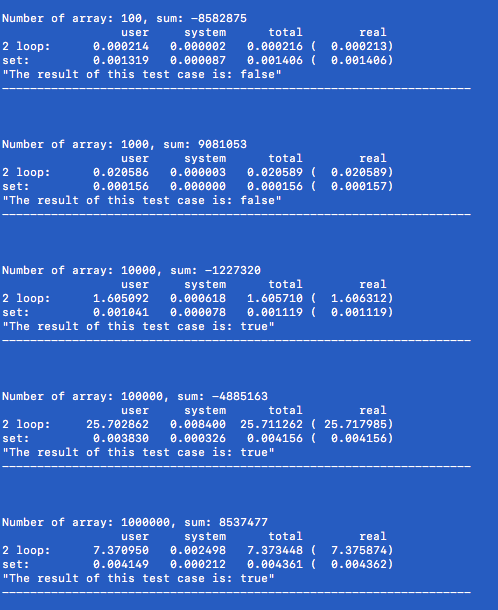 Number of array: 100, sum: -8582875
                 user     system      total        real
2 loop:      0.000214   0.000002   0.000216 (  0.000213)
set:         0.001319   0.000087   0.001406 (  0.001406)
"The result of this test case is: false"
-------------------------------------------------------------------
Number of array: 1000, sum: 9081053
                 user     system      total        real
2 loop:      0.020586   0.000003   0.020589 (  0.020589)
set:         0.000156   0.000000   0.000156 (  0.000157)
"The result of this test case is: false"
-------------------------------------------------------------------
Number of array: 10000, sum: -1227320
                 user     system      total        real
2 loop:      1.605092   0.000618   1.605710 (  1.606312)
set:         0.001041   0.000078   0.001119 (  0.001119)
"The result of this test case is: true"
-------------------------------------------------------------------
Number of array: 100000, sum: -4885163
                 user     system      total        real
2 loop:     25.702862   0.008400  25.711262 ( 25.717985)
set:         0.003830   0.000326   0.004156 (  0.004156)
"The result of this test case is: true"
-------------------------------------------------------------------
Number of array: 1000000, sum: 8537477
                 user     system      total        real
2 loop:      7.370950   0.002498   7.373448 (  7.375874)
set:         0.004149   0.000212   0.004361 (  0.004362)
"The result of this test case is: true"
-------------------------------------------------------------------